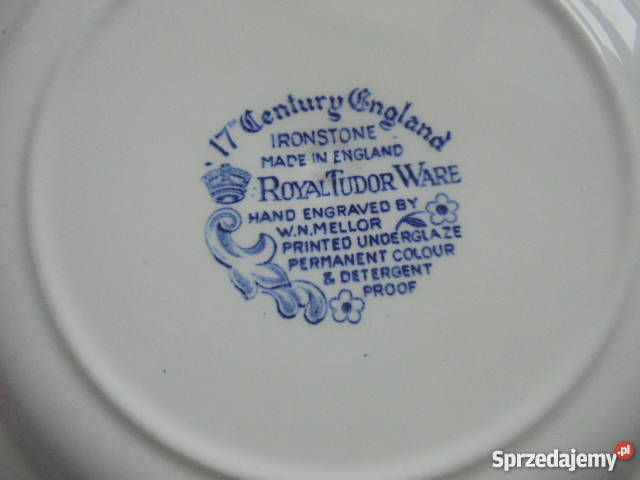 17TH Century England
IRONSTONE
MADE IN ENGLAND
ROYAL TUDOR WARE
HAND ENGRAVED BY
W.N.MELLOR
PRINTED UNDERGLAZE
PERMANENT COLOUR
& DETERGENT
PROOF
Sprzedajemy.pl